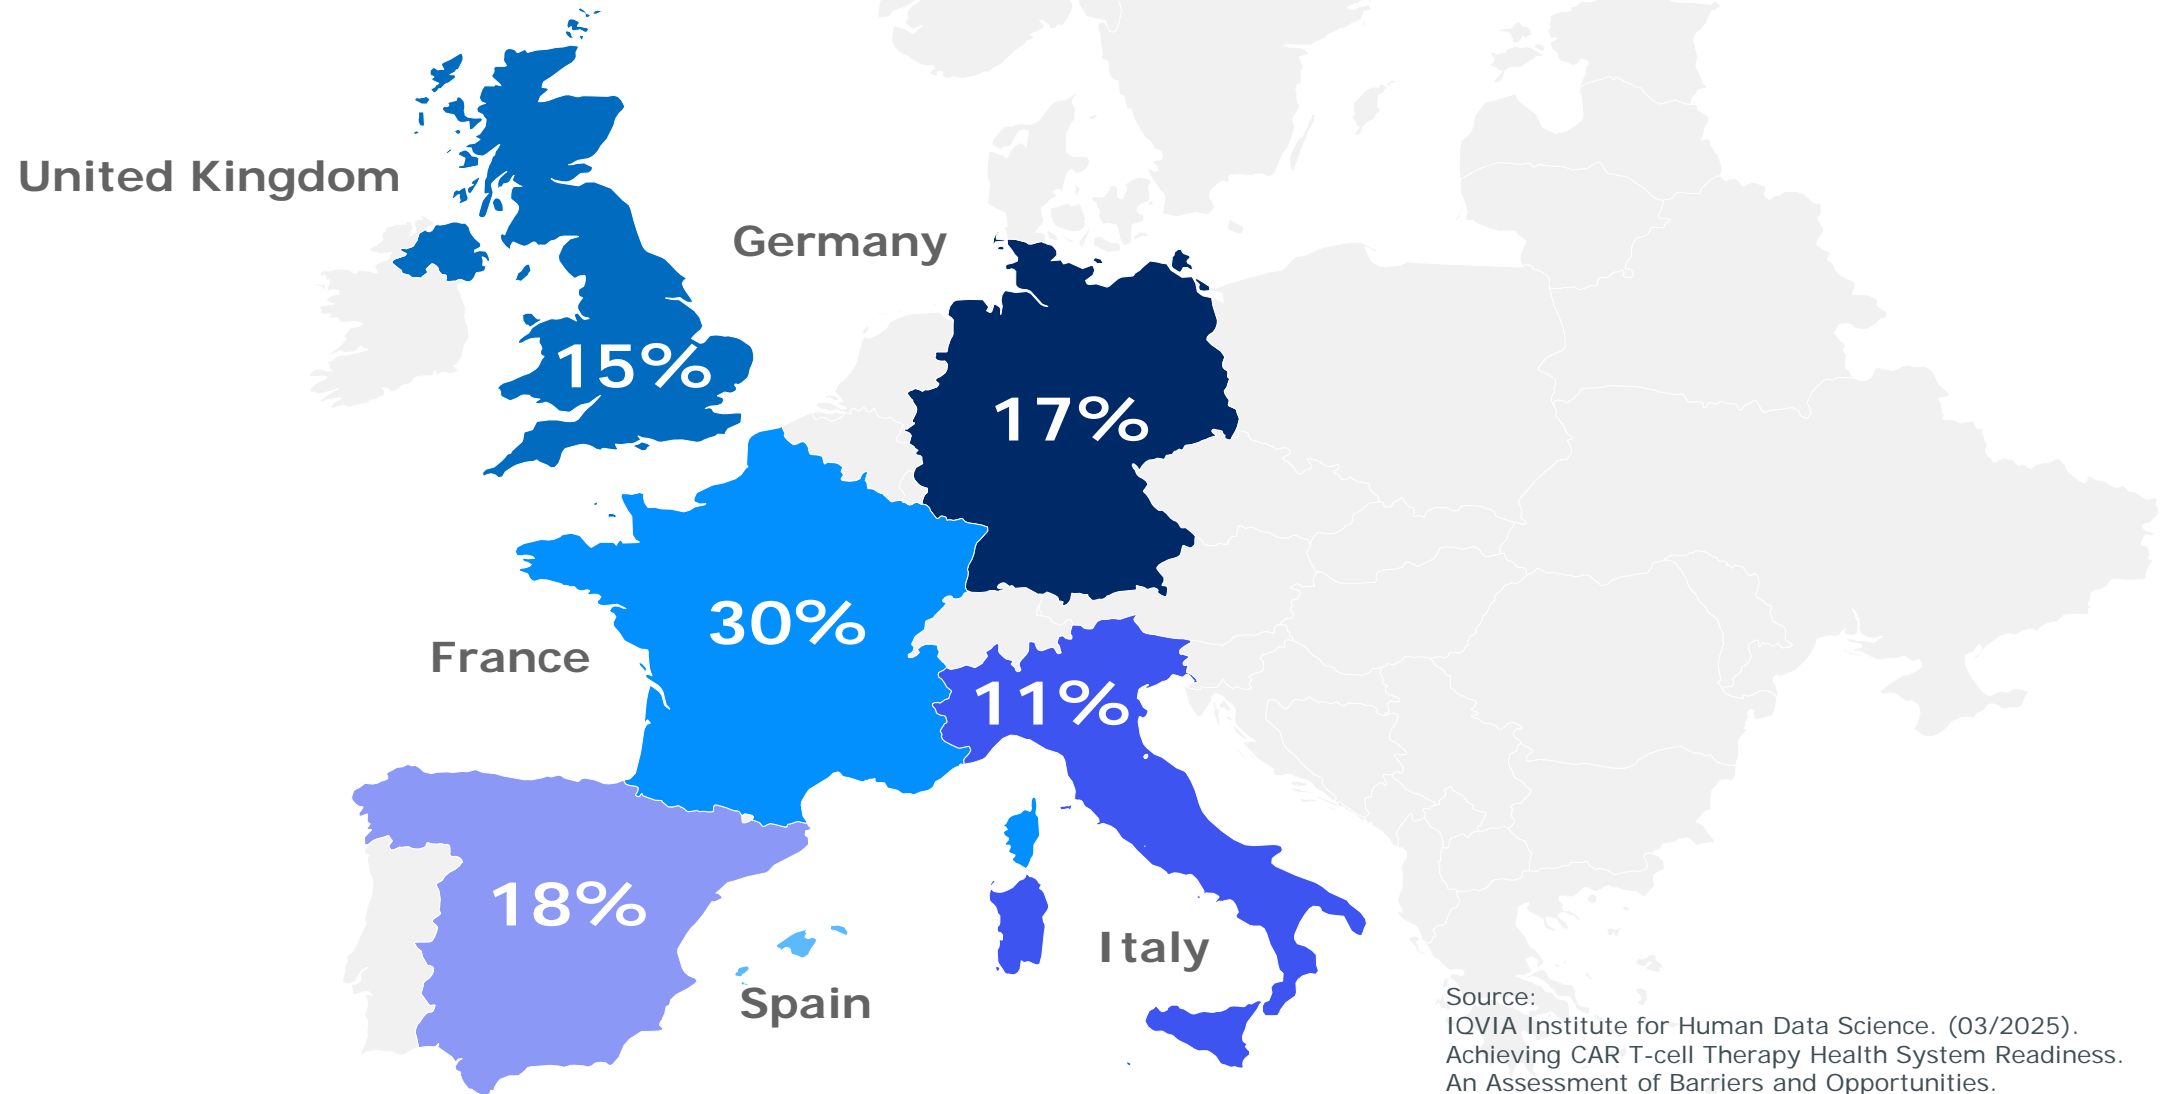 United Kingdom
Germany
15%
17%
30%
France
11%
18%
Italy
Spain
Source:
IQVIA Institute for Human Data Science. (03/2025).
Achieving CAR T-cell Therapy Health System Readiness.
An Assessment of Barriers and Opportunities.